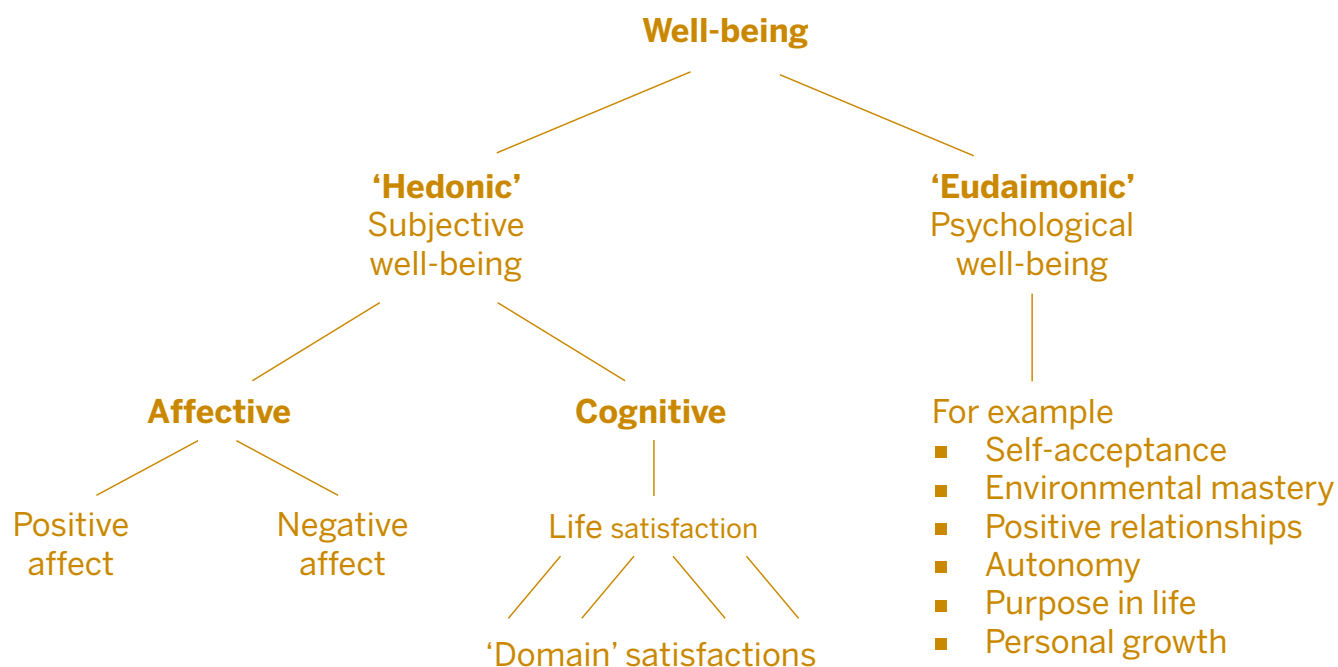 Well-being
‘Hedonic’
Subjective
well-being
‘Eudaimonic’
Psychological
well-being
Affective
Cognitive
Positive
affect
Negative
affect
Life satisfaction
‘Domain’ satisfactions
For example
■ Self-acceptance
■ Environmental mastery
■ Positive relationships
■ Autonomy
■ Purpose in life
■ Personal growth